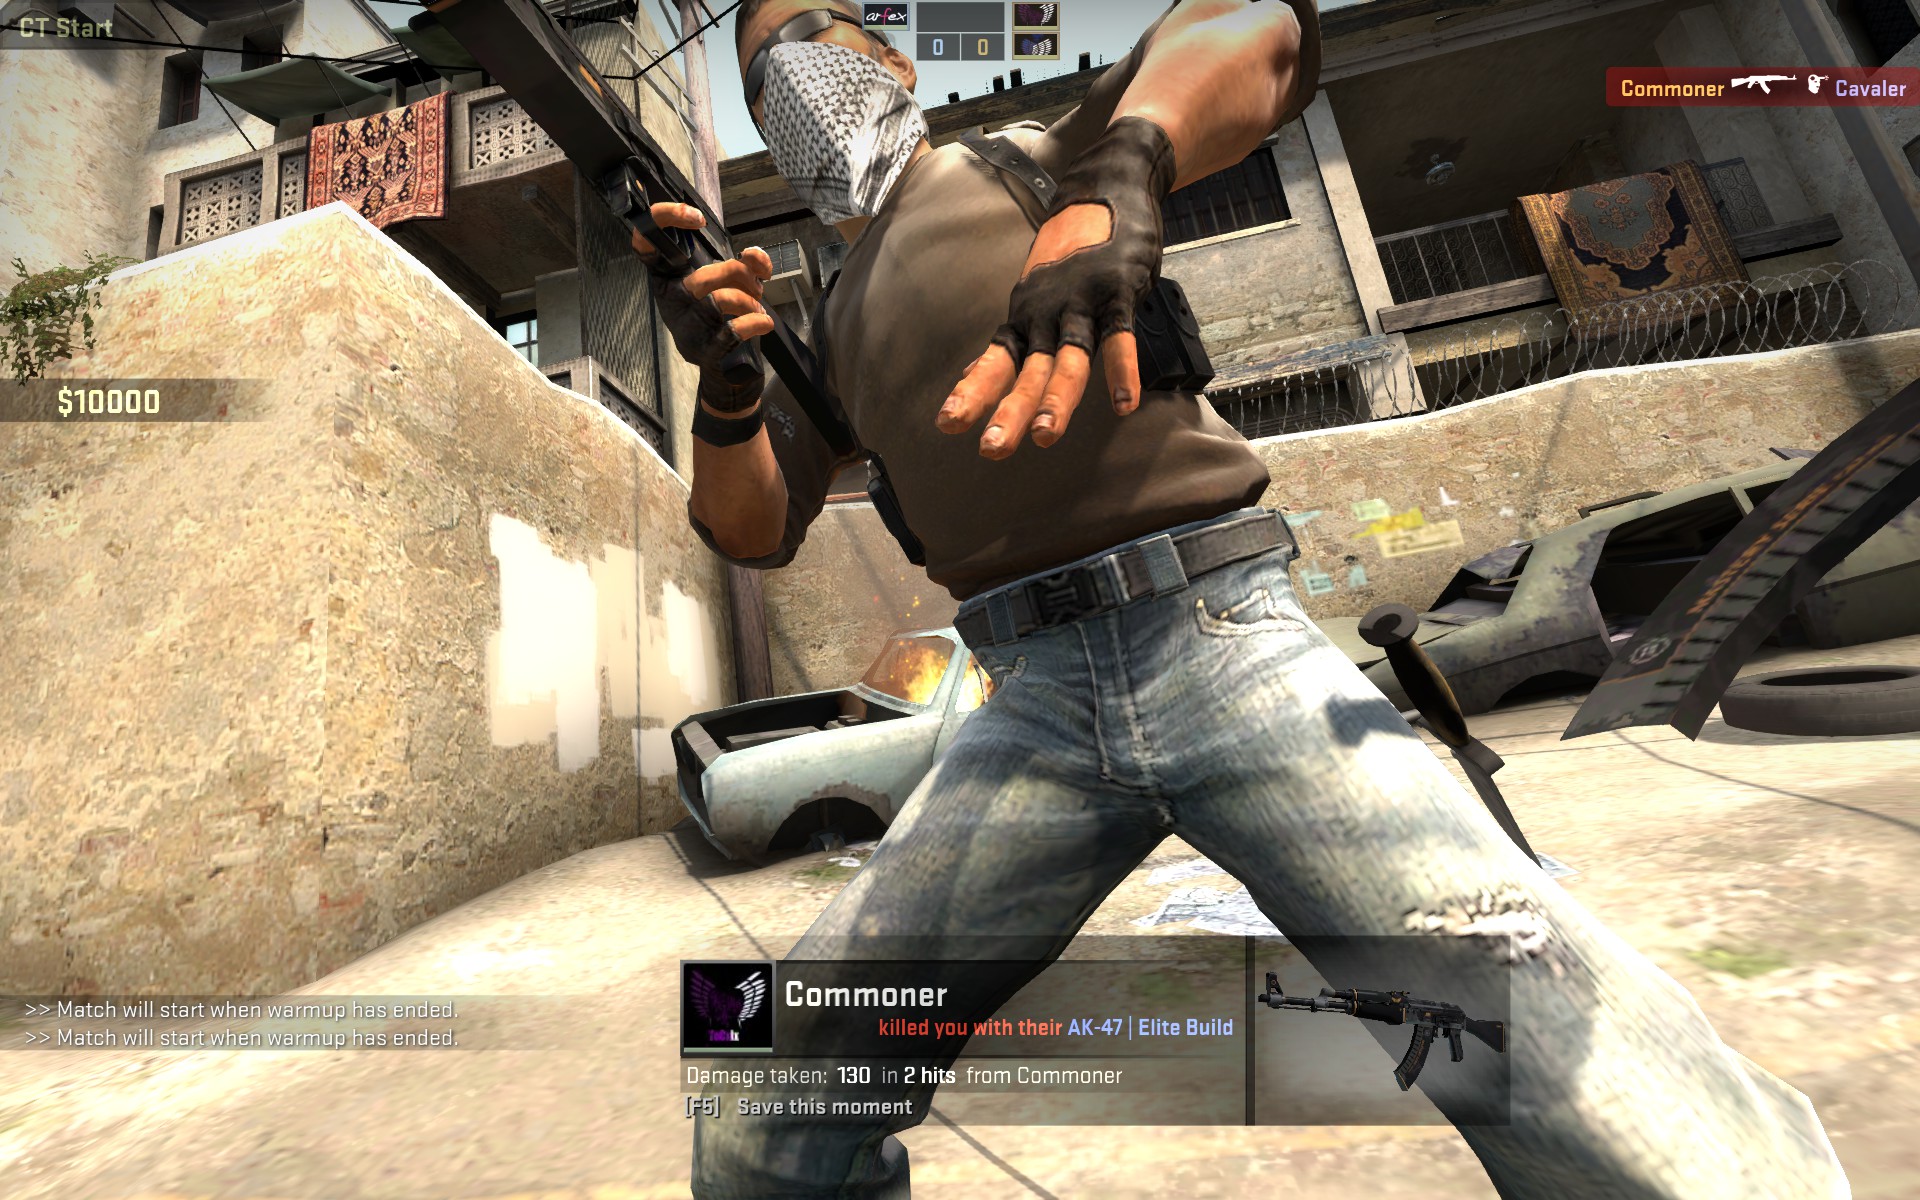 CT Start
arfex
0 0
Commoner Cavaler
$10000
>> Match will start when warmup has ended.
>> Match will start when warmup has ended.
Commoner
killed you with their AK-47 | Elite Build
Damage taken: 130 in 2 hits from Commoner
[F5] Save this moment